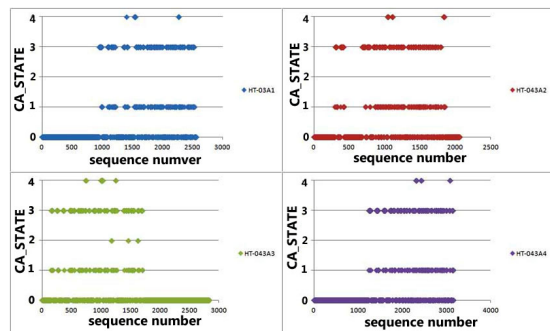 CA_STATE
4
3
2
1
0
0 500 1000 1500 2000 2500 3000
sequence numver
HT-03A1
CA_STATE
4
3
2
1
0
0 500 1000 1500 2000 2500
sequence number
HT-043A2
CA_STATE
4
3
2
1
0
0 500 1000 1500 2000 2500 3000
sequence number
HT-043A3
CA_STATE
4
3
2
1
0
0 1000 2000 3000 4000
sequence number
HT-043A4